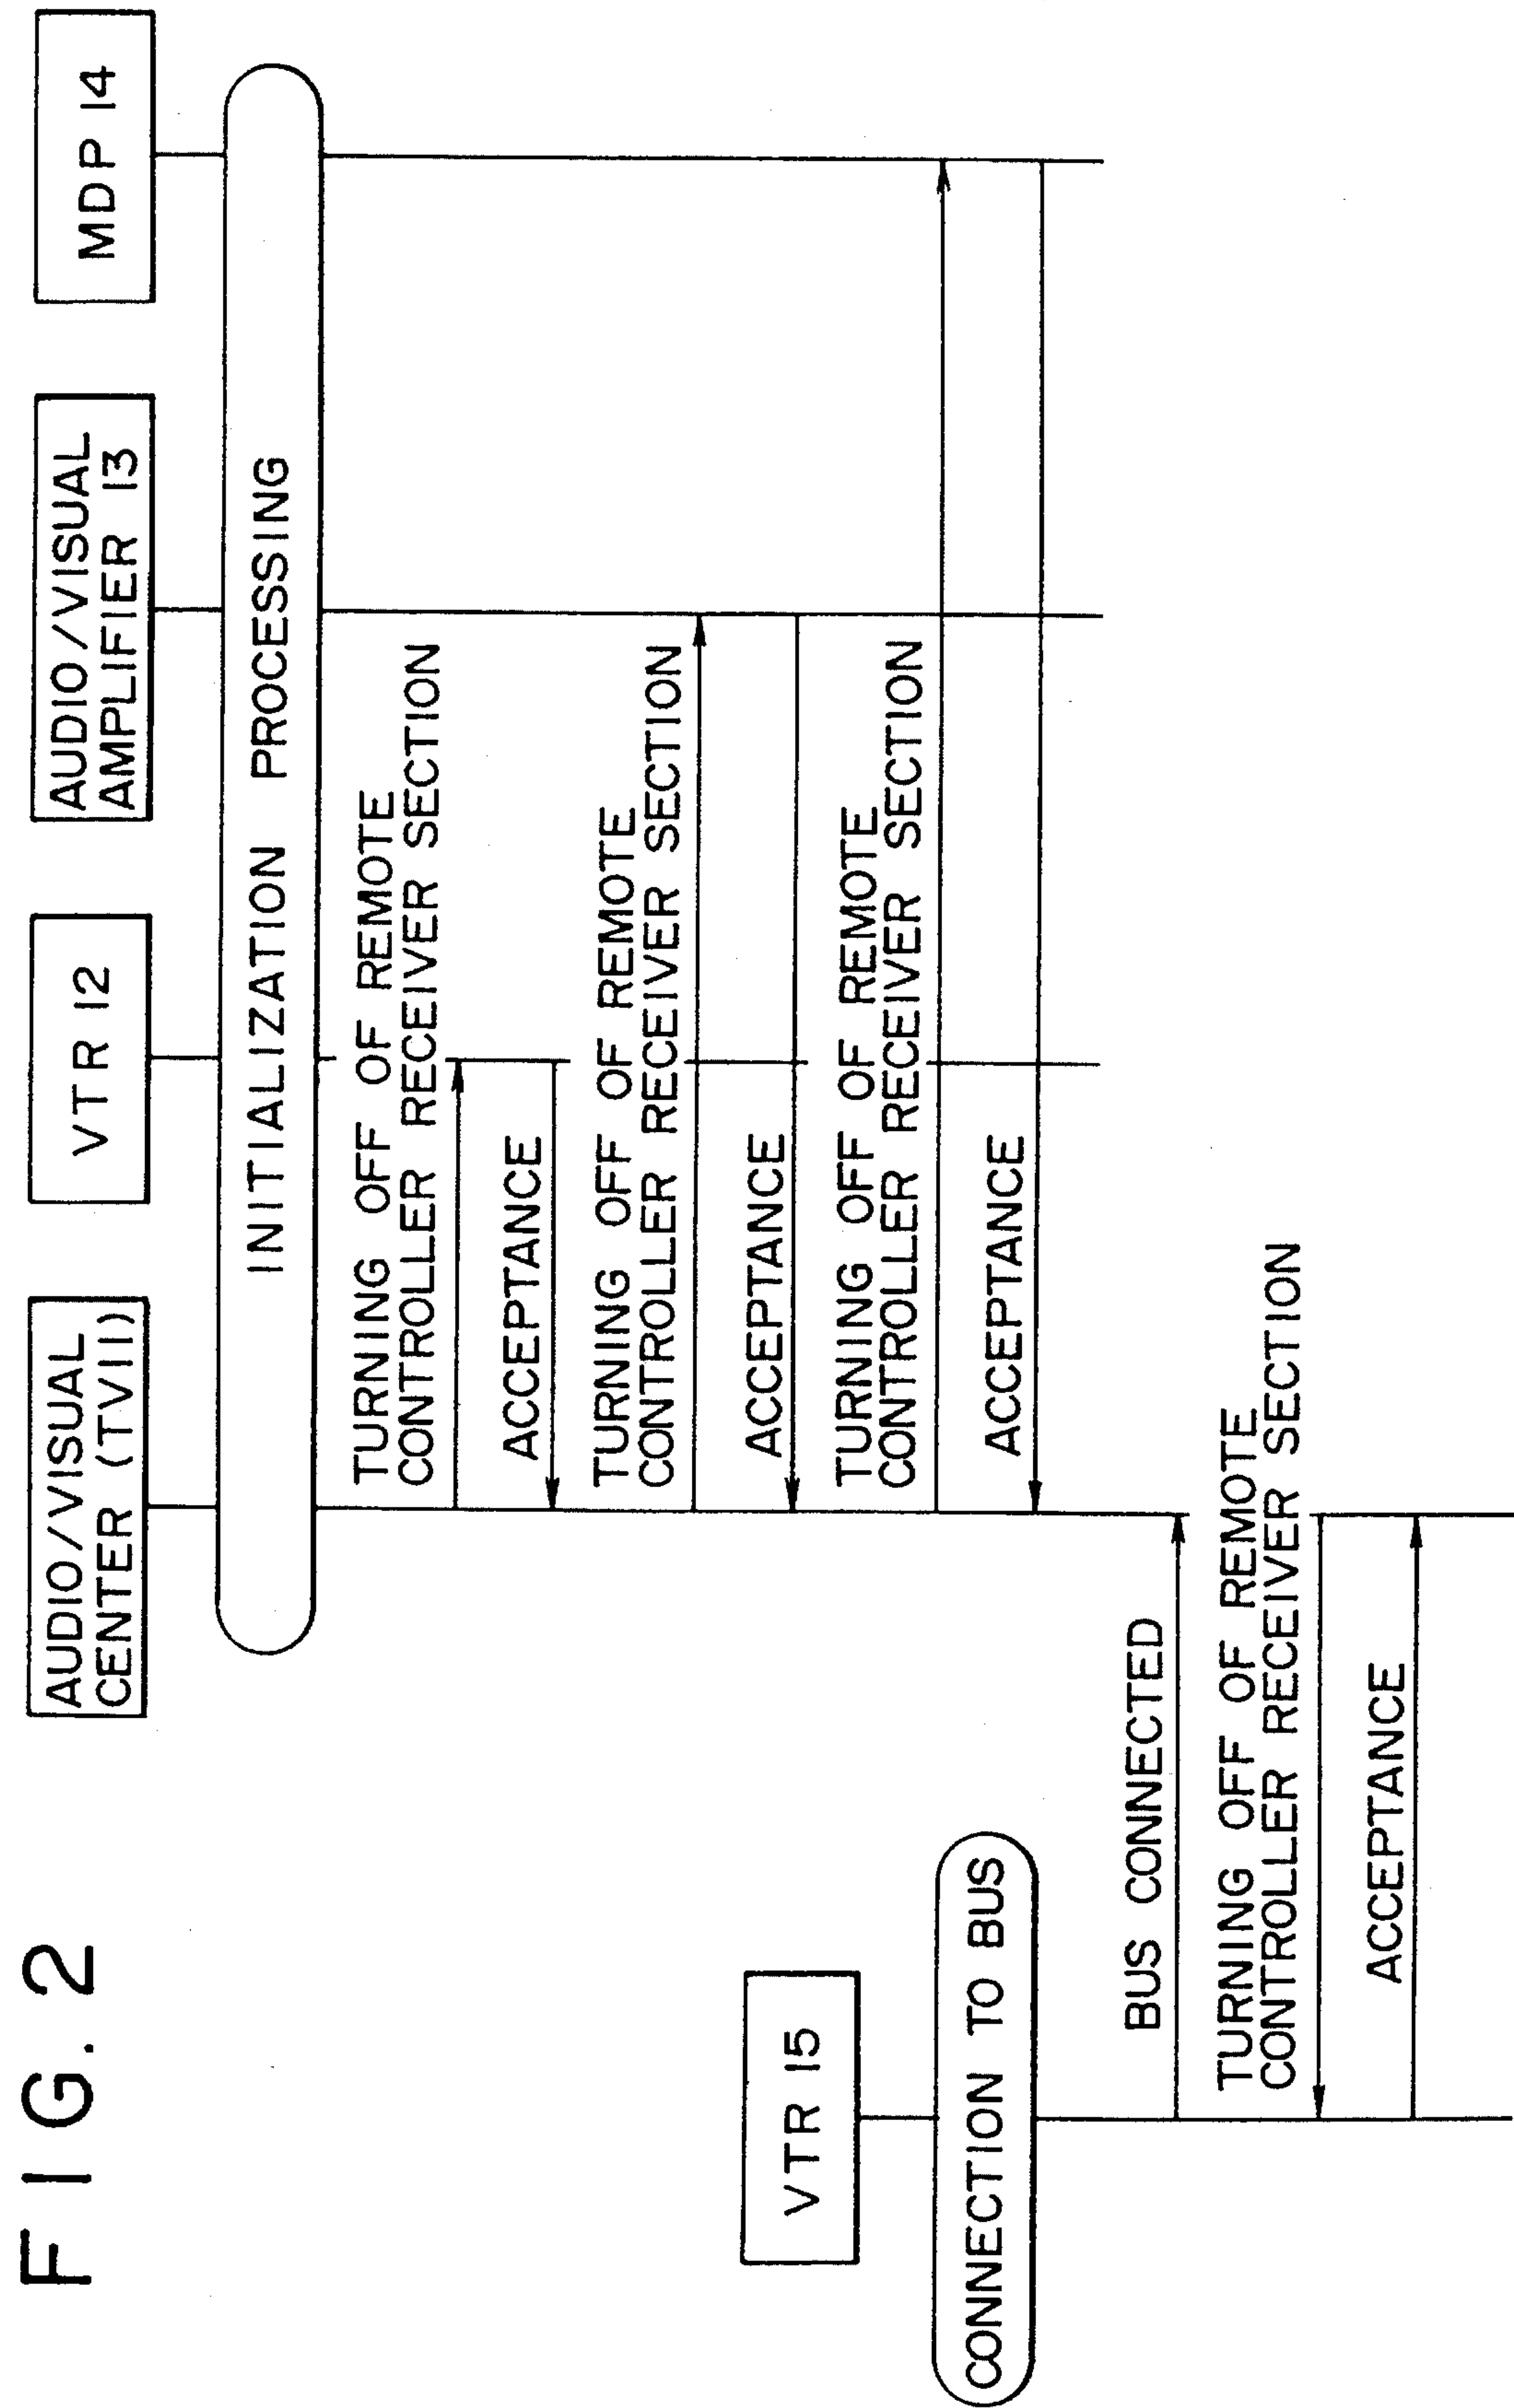 FIG. 2
AUDIO/VISUAL
CENTER (TV11)
VTR 12
AUDIO/VISUAL
AMPLIFIER 13
MDP 14
INITIALIZATION PROCESSING
TURNING OFF OF REMOTE
CONTROLLER RECEIVER SECTION
ACCEPTANCE
TURNING OFF OF REMOTE
CONTROLLER RECEIVER SECTION
ACCEPTANCE
TURNING OFF OF REMOTE
CONTROLLER RECEIVER SECTION
ACCEPTANCE
VTR 15
CONNECTION TO BUS
BUS CONNECTED
TURNING OFF OF REMOTE
CONTROLLER RECEIVER SECTION
ACCEPTANCE